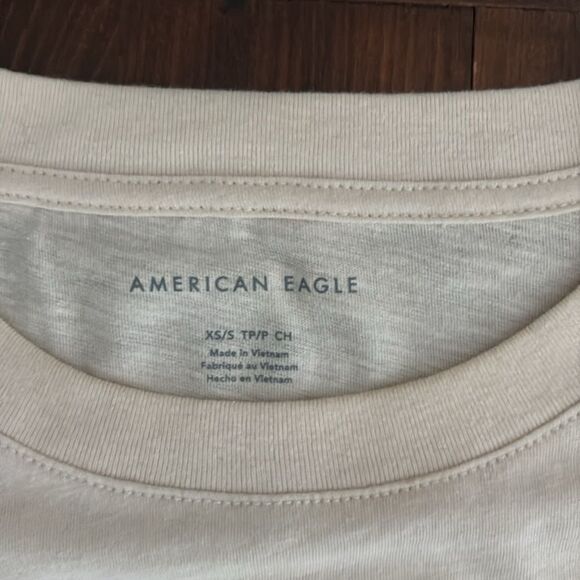 AMERICAN EAGLE
XS/S TP/P CH
Made in Vietnam
Fabriqué au Vietnam
Hecho en Vietnam